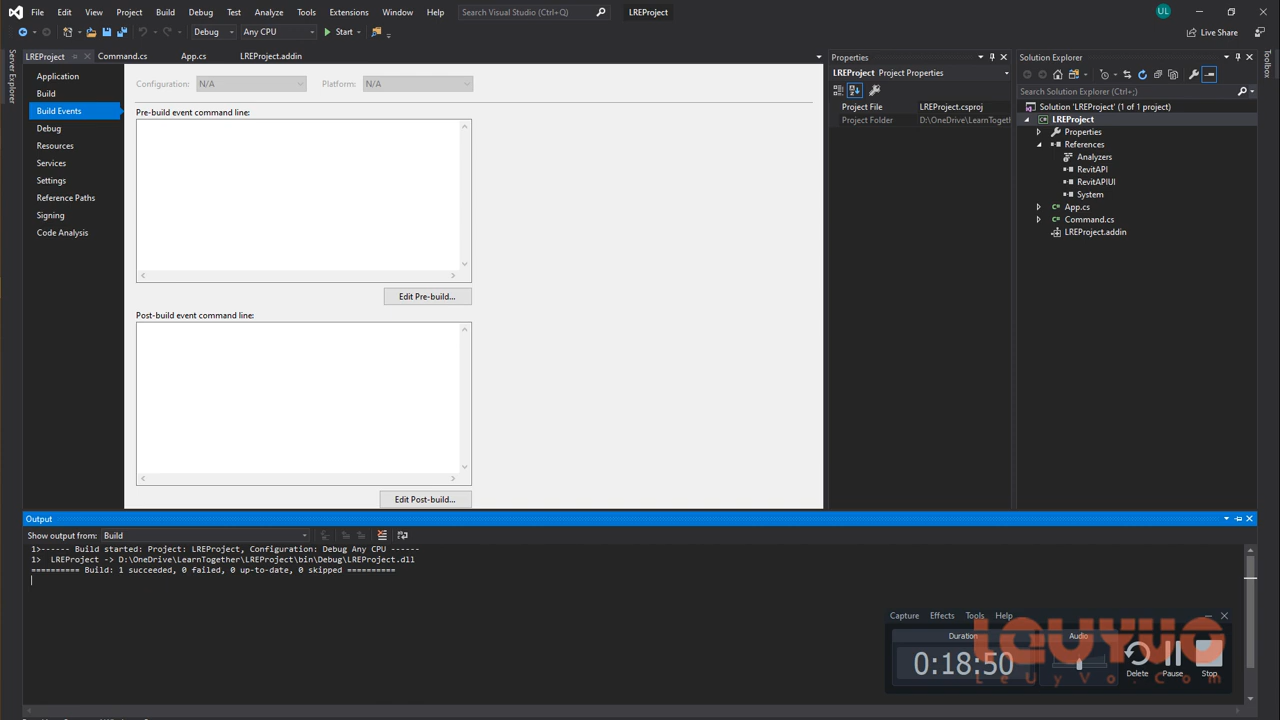 File Edit View Project Build Debug Test Analyze Tools Extensions Window Help Search Visual Studio (Ctrl+Q) LREProject UL
Debug Any CPU Start Live Share
Server Explorer
Toolbox
LREProject Command.cs App.cs LREProject.addin
Application
Build
Build Events
Debug
Resources
Services
Settings
Reference Paths
Signing
Code Analysis
Configuration: N/A Platform: N/A
Pre-build event command line:
Edit Pre-build...
Post-build event command line:
Edit Post-build...
Properties
LREProject Project Properties
Project File LREProject.csproj
Project Folder D:\OneDrive\LearnTogeth
Solution Explorer
Search Solution Explorer (Ctrl+;)
Solution 'LREProject' (1 of 1 project)
LREProject
Properties
References
Analyzers
RevitAPI
RevitAPIUI
System
App.cs
Command.cs
LREProject.addin
Output
Show output from: Build
1>------ Build started: Project: LREProject, Configuration: Debug Any CPU ------
1>  LREProject -> D:\OneDrive\LearnTogether\LREProject\bin\Debug\LREProject.dll
========== Build: 1 succeeded, 0 failed, 0 up-to-date, 0 skipped ==========
Capture Effects Tools Help
Duration Audio
0:18:50
Delete Pause Stop
LeUyVo
LeUyVo.Com